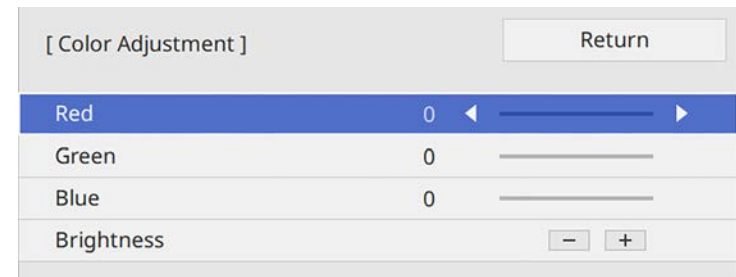 [ Color Adjustment ] Return
Red 0
Green 0
Blue 0
Brightness − +